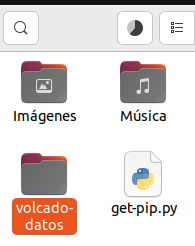 Imágenes
Música
volcado-
datos
get-pip.py